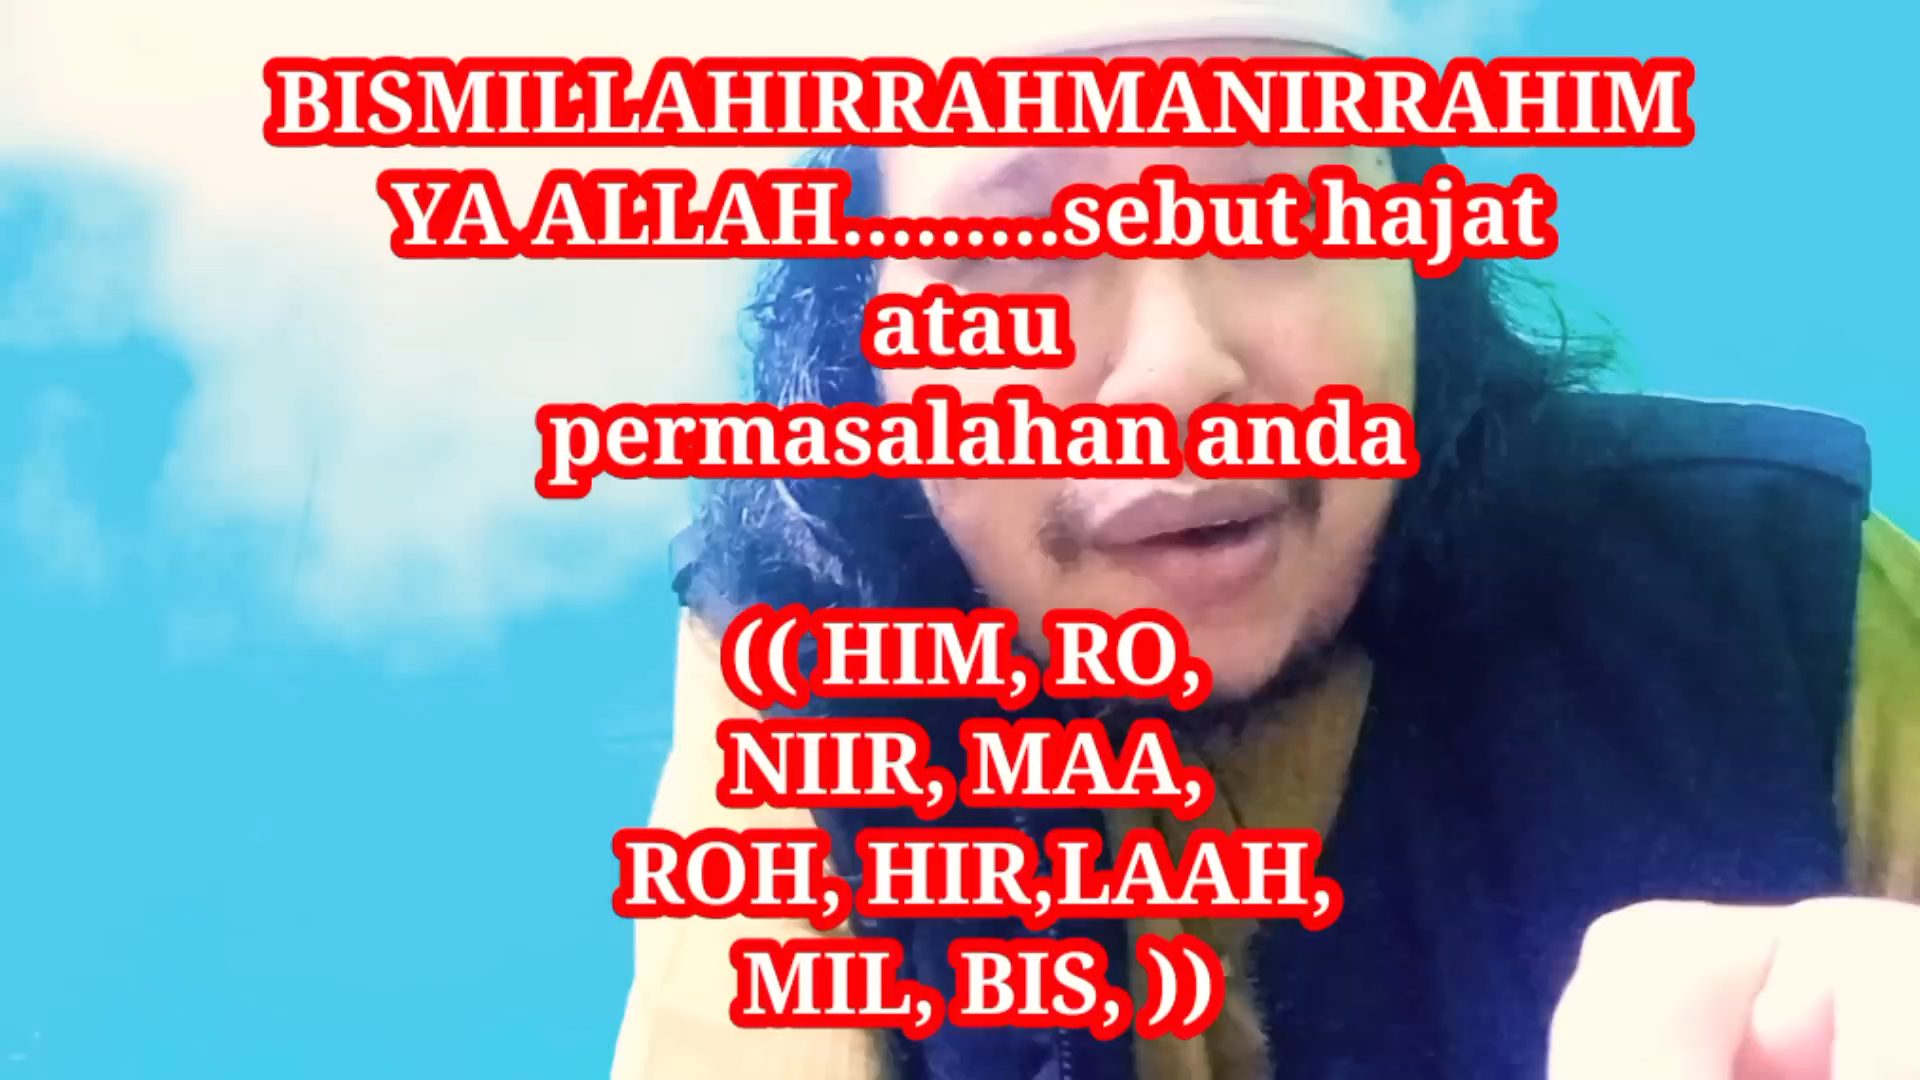 BISMILLAHIRRAHMANIRRAHIM
YA ALLAH.........sebut hajat
atau
permasalahan anda
(( HIM, RO,
NIIR, MAA,
ROH, HIR,LAAH,
MIL, BIS, ))